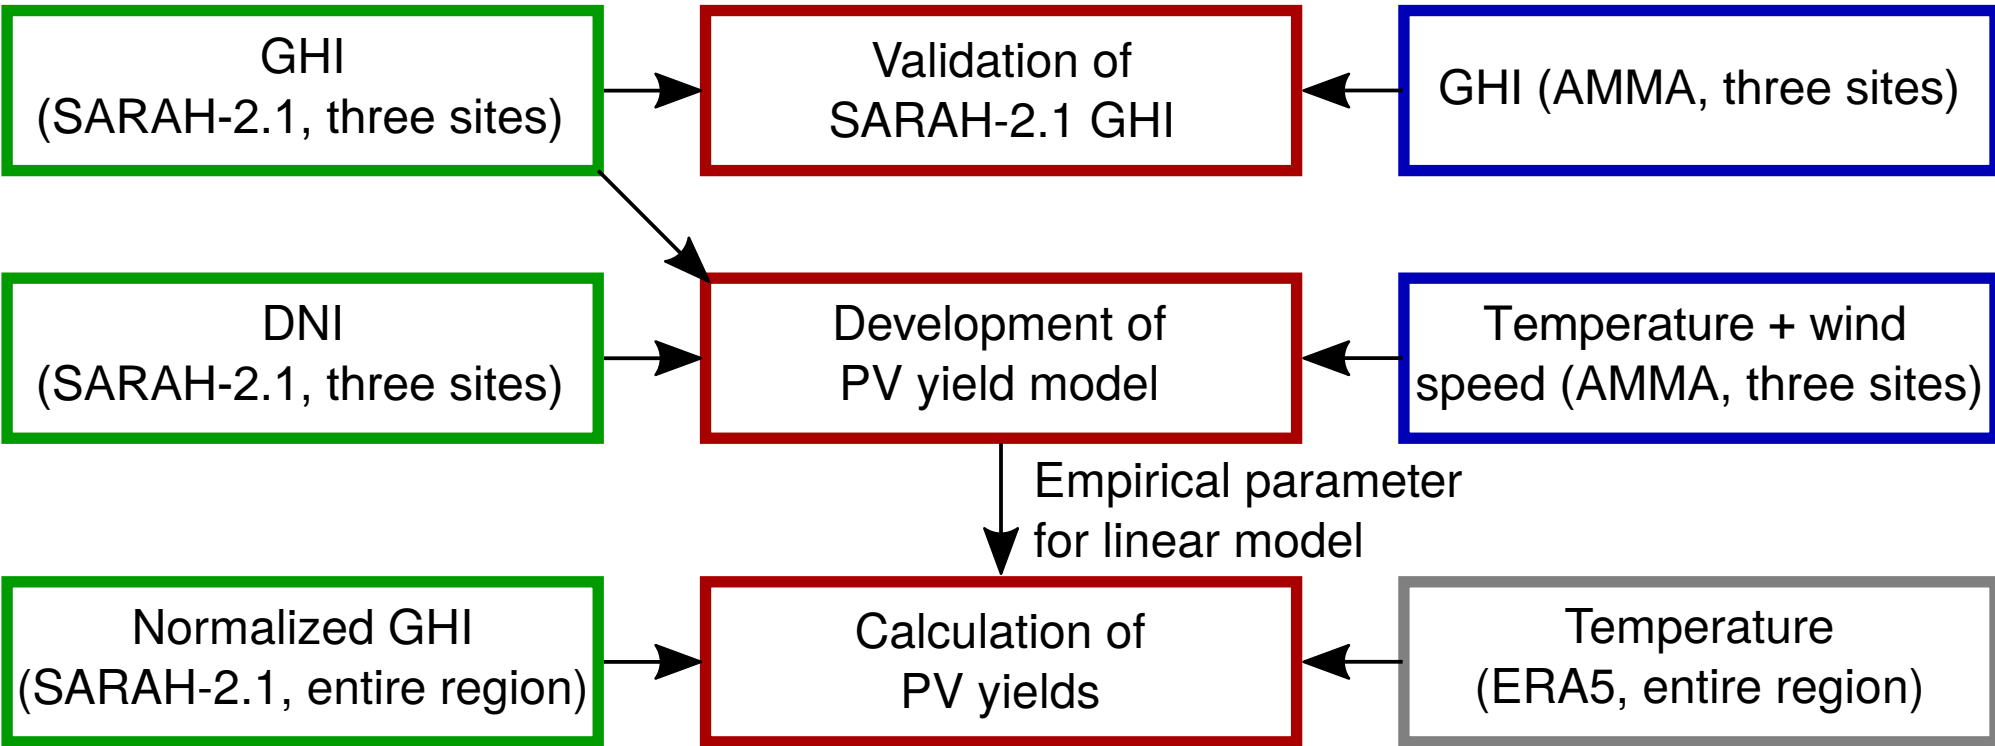 GHI
(SARAH-2.1, three sites)
Validation of
SARAH-2.1 GHI
GHI (AMMA, three sites)
DNI
(SARAH-2.1, three sites)
Development of
PV yield model
Temperature + wind
speed (AMMA, three sites)
Empirical parameter
for linear model
Normalized GHI
(SARAH-2.1, entire region)
Calculation of
PV yields
Temperature
(ERA5, entire region)